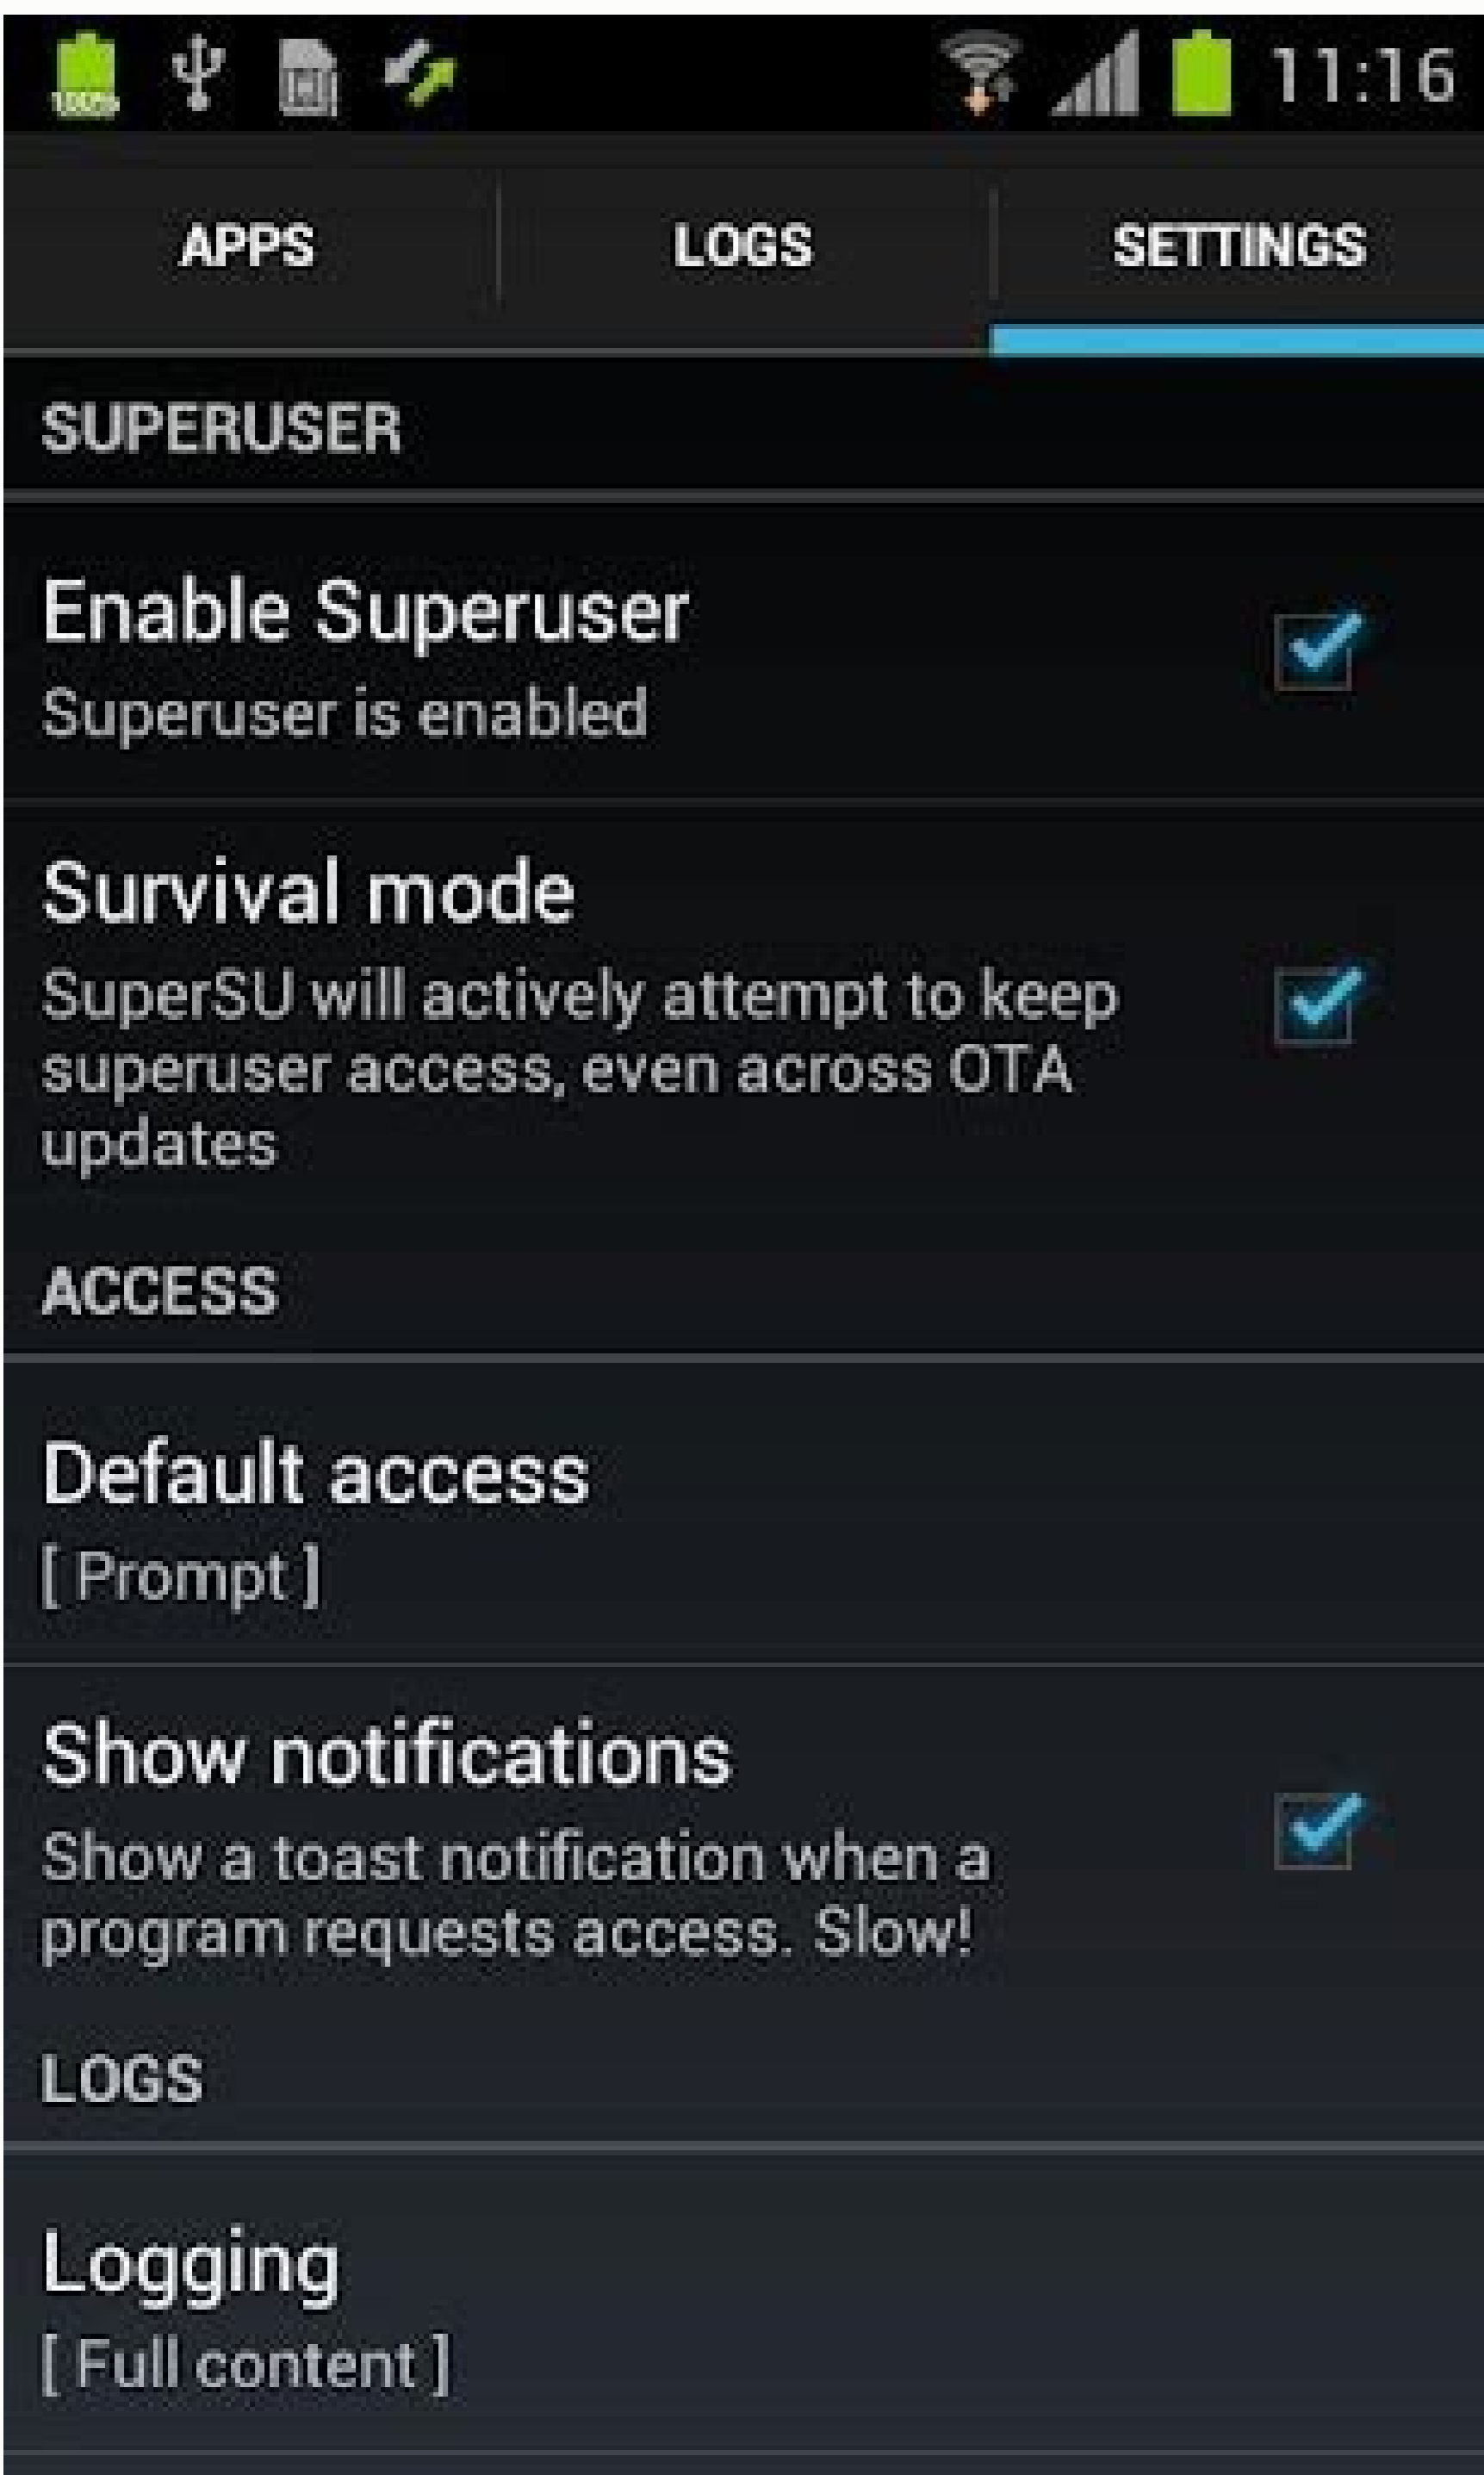 100%
11:16
APPS LOGS SETTINGS
SUPERUSER
Enable Superuser
Superuser is enabled
Survival mode
SuperSU will actively attempt to keep
superuser access, even across OTA
updates
ACCESS
Default access
[ Prompt ]
Show notifications
Show a toast notification when a
program requests access. Slow!
LOGS
Logging
[ Full content ]